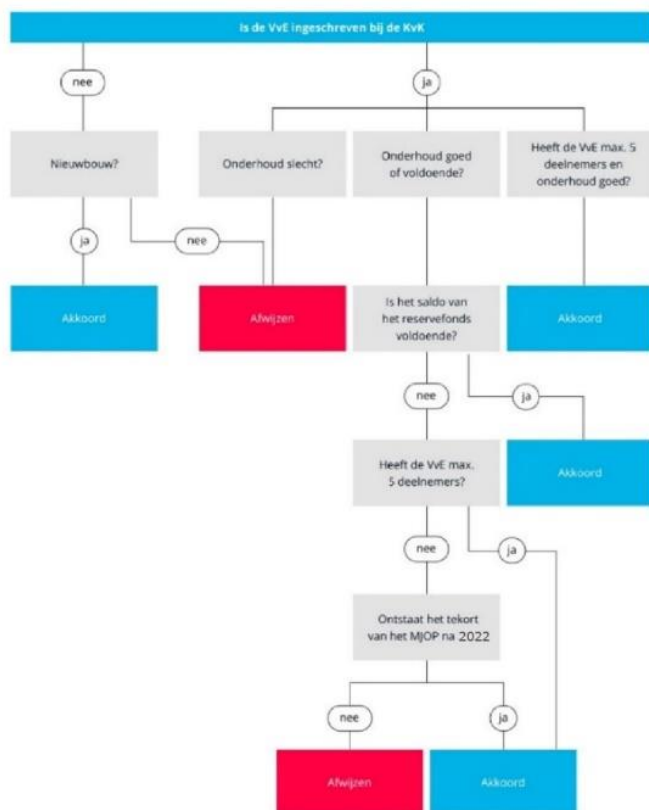 Is de VvE ingeschreven bij de KvK
nee
ja
Nieuwbouw?
Onderhoud slecht?
Onderhoud goed
of voldoende?
Heeft de VvE max. 5
deelnemers en
onderhoud goed?
ja
nee
Akkoord
Afwijzen
Is het saldo van
het reservefonds
voldoende?
Akkoord
nee
ja
Heeft de VvE max.
5 deelnemers?
Akkoord
nee
ja
Ontstaat het tekort
van het MJOP na 2022
nee
ja
Afwijzen
Akkoord